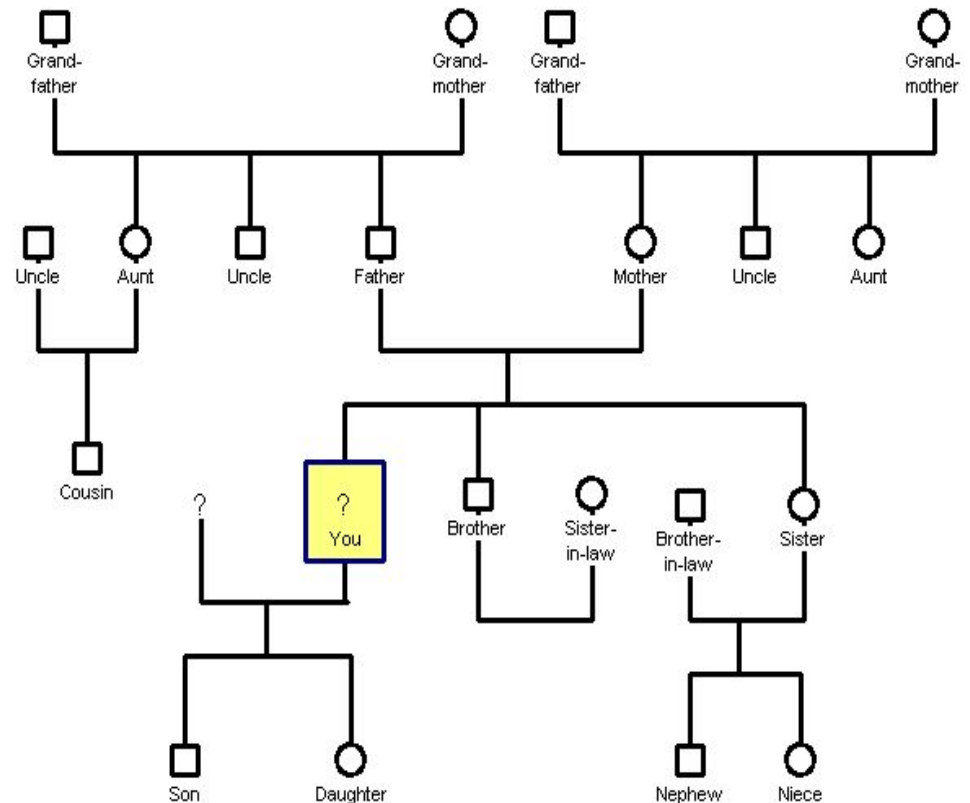 Grand-
father
Grand-
mother
Grand-
father
Grand-
mother
Uncle
Aunt
Uncle
Father
Mother
Uncle
Aunt
Cousin
?
?
You
Brother
Sister-
in-law
Brother-
in-law
Sister
Son
Daughter
Nephew
Niece